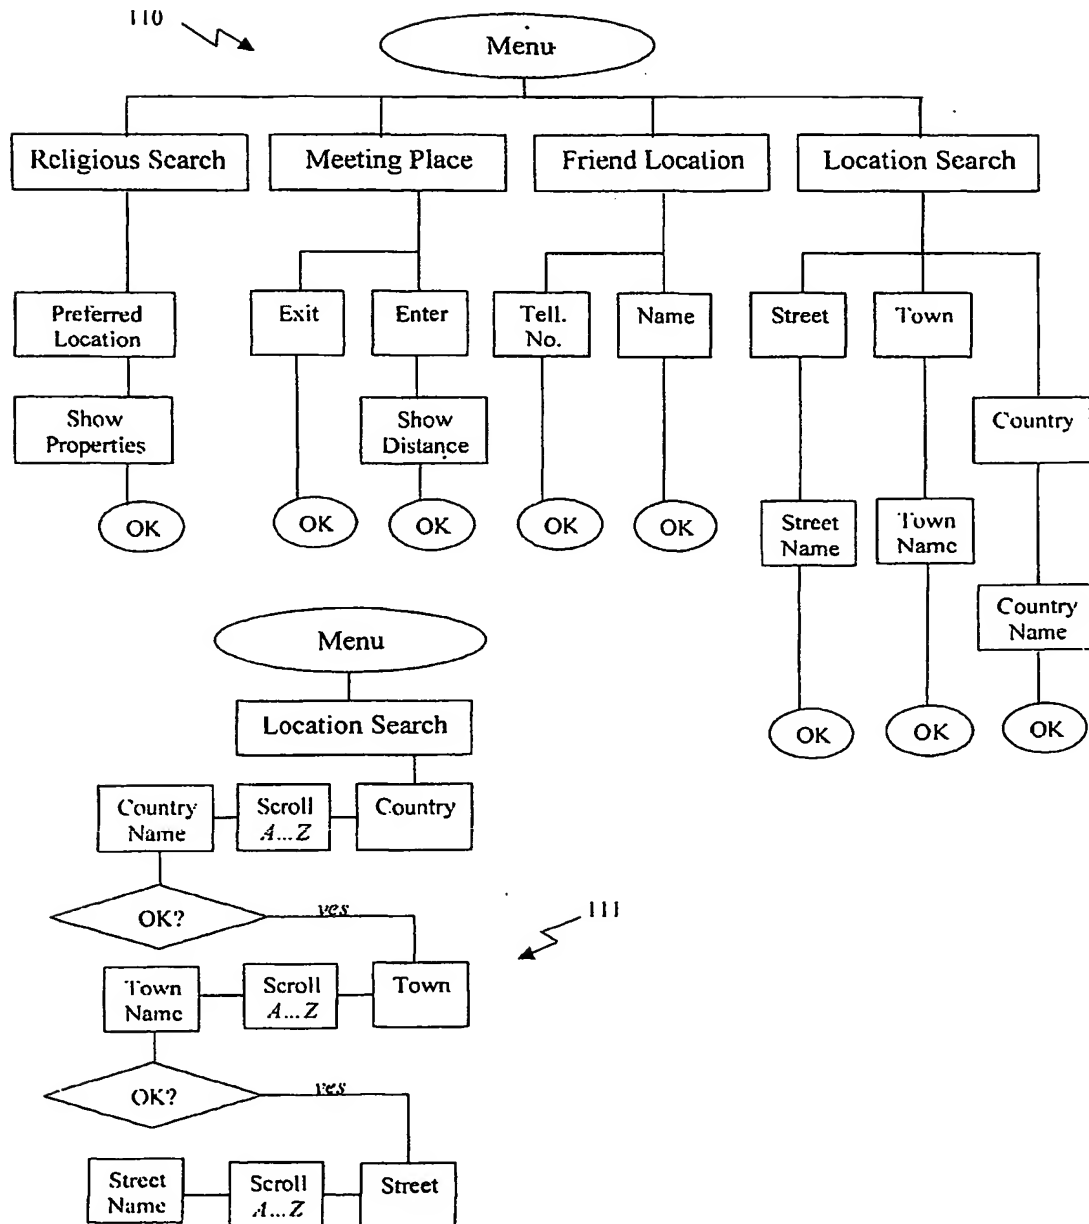 110
Menu
Religious Search
Meeting Place
Friend Location
Location Search
Preferred
Location
Exit
Enter
Tell.
No.
Name
Street
Town
Show
Properties
Show
Distance
Country
OK
OK
OK
OK
OK
Street
Name
Town
Name
Country
Name
OK
OK
OK
Menu
Location Search
Country
Name
Scroll
A...Z
Country
OK?
yes
111
Town
Name
Scroll
A...Z
Town
OK?
yes
Street
Name
Scroll
A...Z
Street